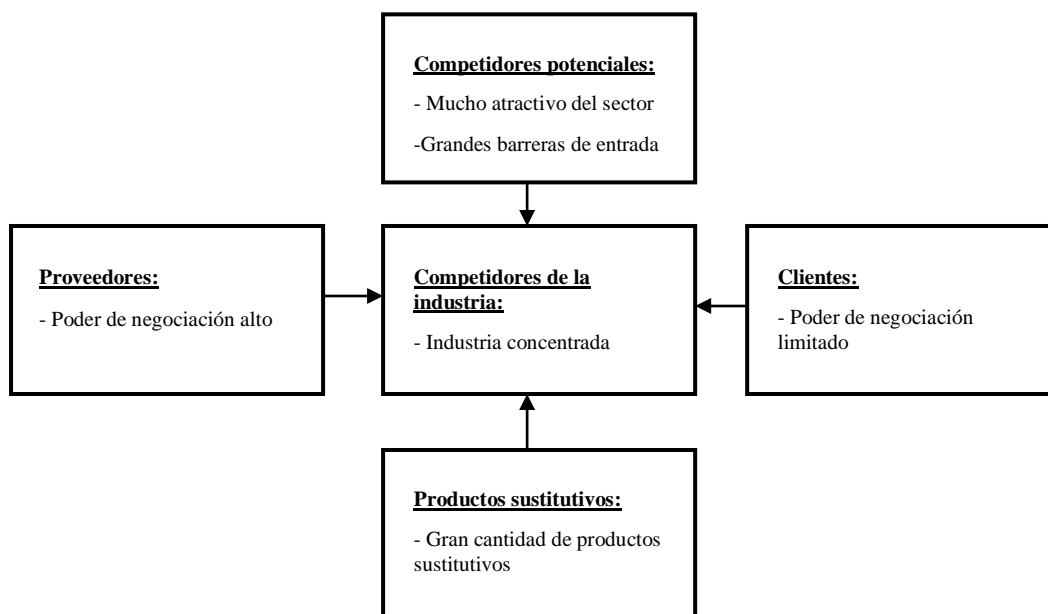 Competidores potenciales:
- Mucho atractivo del sector
-Grandes barreras de entrada
Proveedores:
- Poder de negociación alto
Competidores de la
industria:
- Industria concentrada
Clientes:
- Poder de negociación
limitado
Productos sustitutivos:
- Gran cantidad de productos
sustitutivos